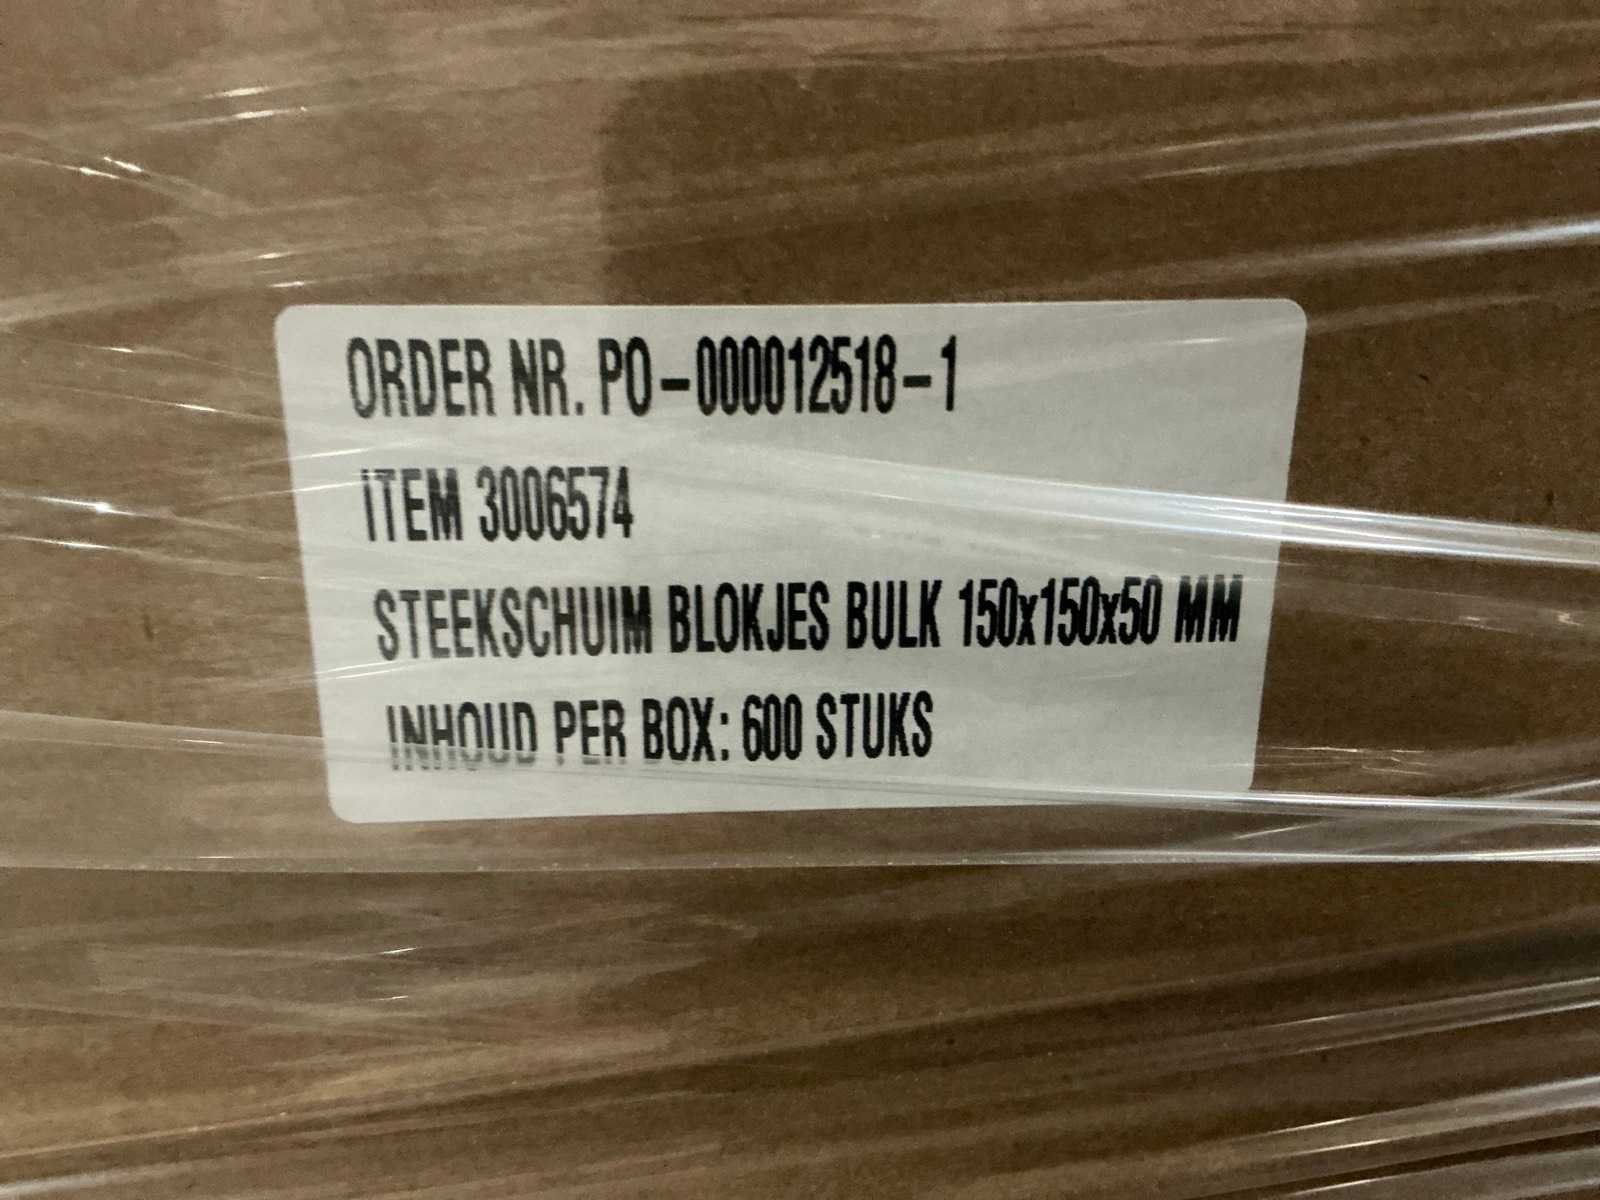 ORDER NR. PO-000012518-1
ITEM 3006574
STEEKSCHUIM BLOKJES BULK 150x150x50 MM
INHOUD PER BOX: 600 STUKS